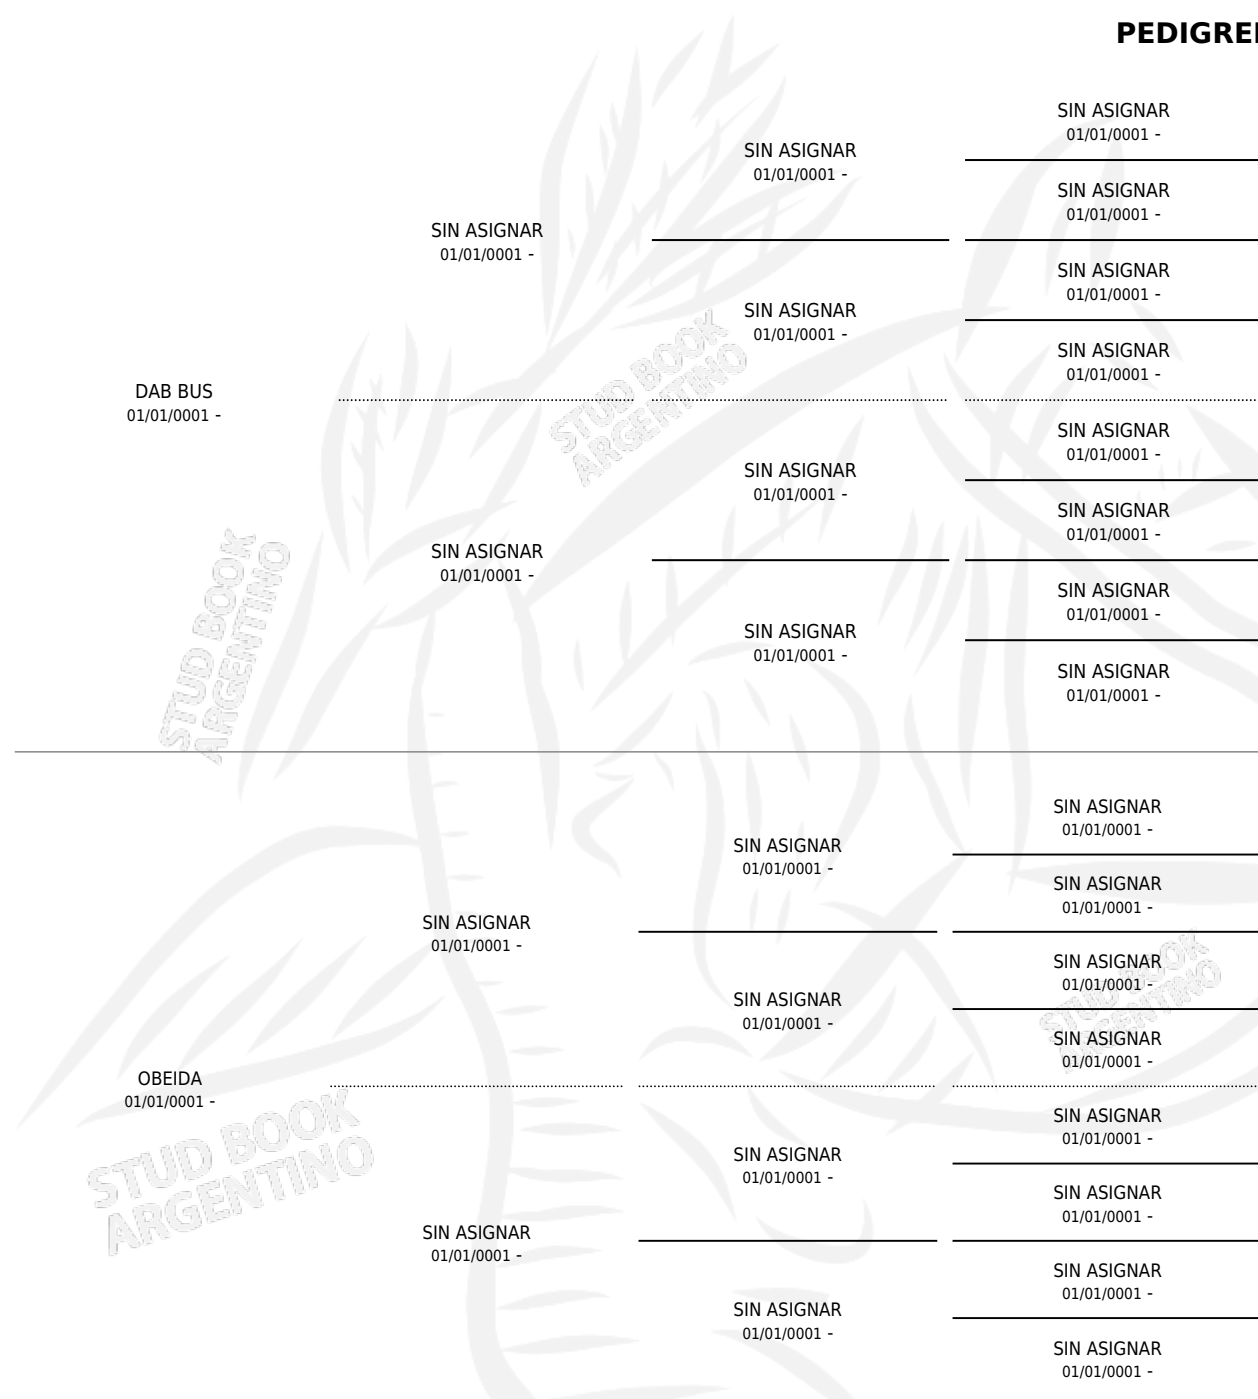 PEDIGREE
DAB BUS
01/01/0001 -
SIN ASIGNAR
01/01/0001 -
SIN ASIGNAR
01/01/0001 -
SIN ASIGNAR
01/01/0001 -
SIN ASIGNAR
01/01/0001 -
SIN ASIGNAR
01/01/0001 -
SIN ASIGNAR
01/01/0001 -
SIN ASIGNAR
01/01/0001 -
SIN ASIGNAR
01/01/0001 -
SIN ASIGNAR
01/01/0001 -
SIN ASIGNAR
01/01/0001 -
SIN ASIGNAR
01/01/0001 -
SIN ASIGNAR
01/01/0001 -
SIN ASIGNAR
01/01/0001 -
SIN ASIGNAR
01/01/0001 -
STUD BOOK
ARGENTINO
STUD BOOK
ARGENTINO
OBEIDA
01/01/0001 -
SIN ASIGNAR
01/01/0001 -
SIN ASIGNAR
01/01/0001 -
SIN ASIGNAR
01/01/0001 -
SIN ASIGNAR
01/01/0001 -
SIN ASIGNAR
01/01/0001 -
SIN ASIGNAR
01/01/0001 -
SIN ASIGNAR
01/01/0001 -
SIN ASIGNAR
01/01/0001 -
SIN ASIGNAR
01/01/0001 -
SIN ASIGNAR
01/01/0001 -
SIN ASIGNAR
01/01/0001 -
SIN ASIGNAR
01/01/0001 -
SIN ASIGNAR
01/01/0001 -
SIN ASIGNAR
01/01/0001 -
STUD BOOK
ARGENTINO
STUD BOOK
ARGENTINO